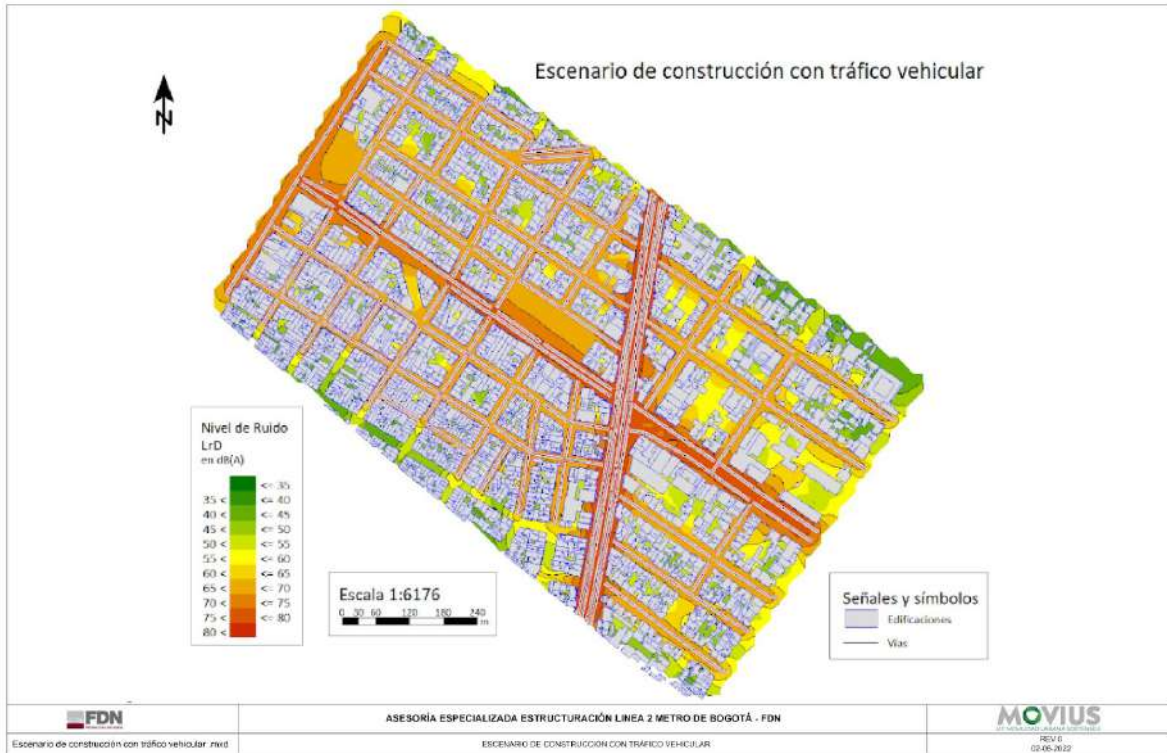 Escenario de construcción con tráfico vehicular
N
Nivel de Ruido
LrD
en dB(A)
<= 35
35 < <= 40
40 < <= 45
45 < <= 50
50 < <= 55
55 < <= 60
60 < <= 65
65 < <= 70
70 < <= 75
75 < <= 80
80 <
Escala 1:6176
0 30 60 120 180 240
m
Señales y símbolos
Edificaciones
Vías
FDN
ASESORÍA ESPECIALIZADA ESTRUCTURACIÓN LINEA 2 METRO DE BOGOTÁ - FDN
MOVIUS
Escenario de construcción con tráfico vehicular .mxd
ESCENARIO DE CONSTRUCCIÓN CON TRÁFICO VEHICULAR
REV 0